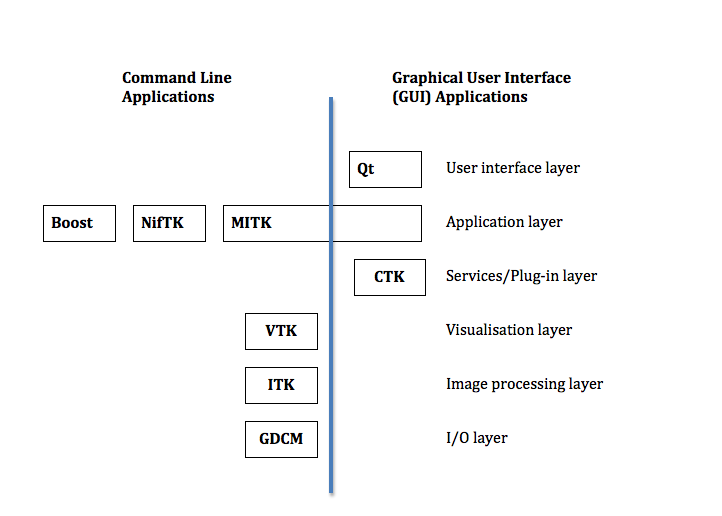 Command Line
Applications
Graphical User Interface
(GUI) Applications
Qt
User interface layer
Boost
NifTK
MITK
Application layer
CTK
Services/Plug-in layer
VTK
Visualisation layer
ITK
Image processing layer
GDCM
I/O layer